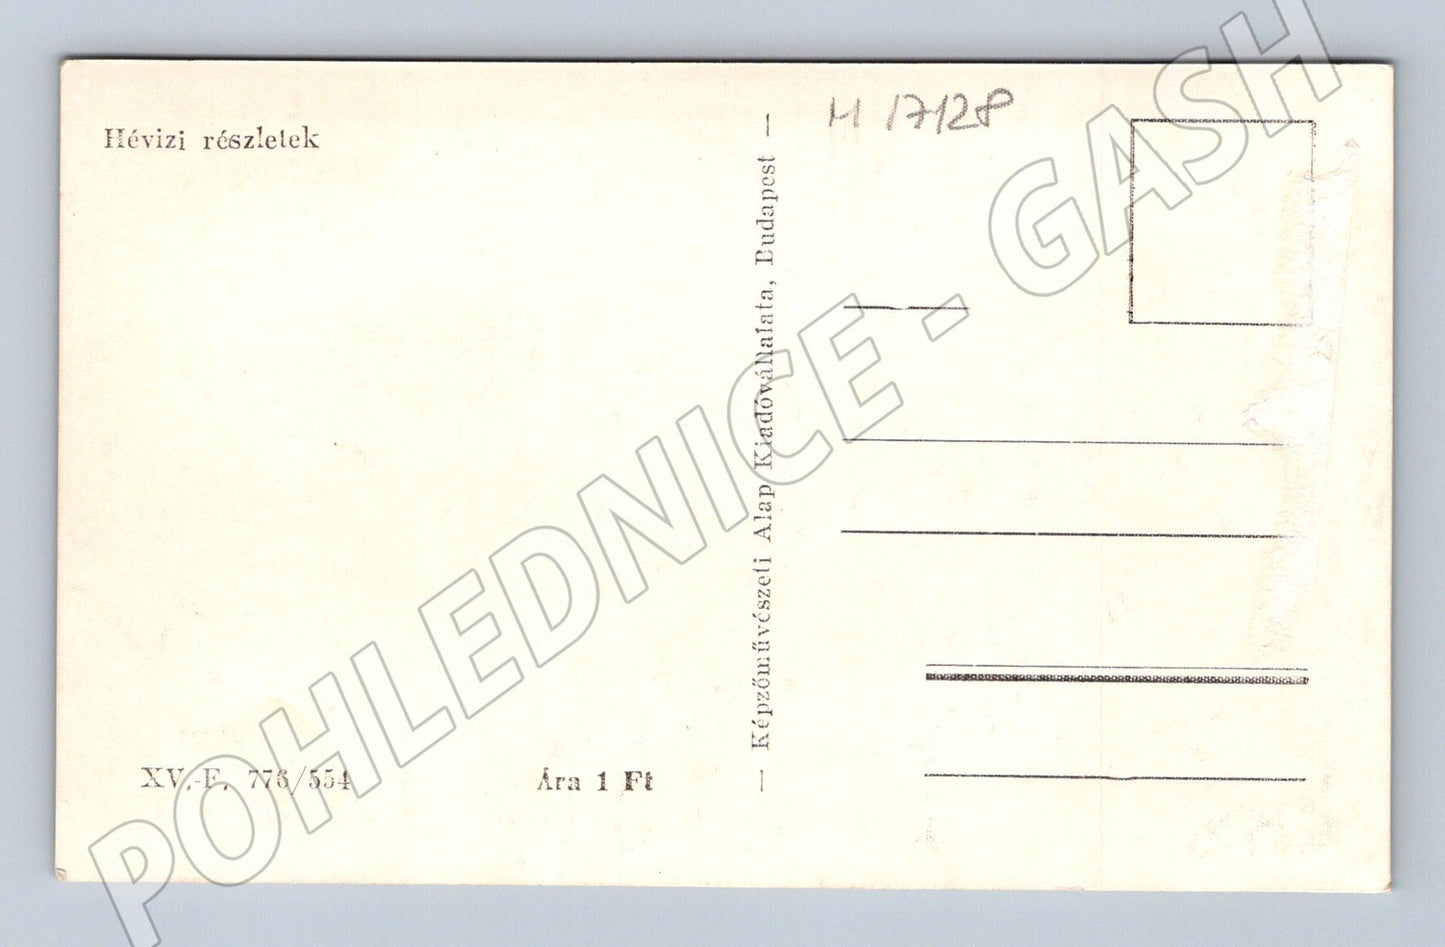 Hévizi részletek
XV.-F. 776/554
Ára 1 Ft
— Képzőművészeti Alap Kiadóvállalata, Budapest —
H 17128
POHLEDNICE - GASH